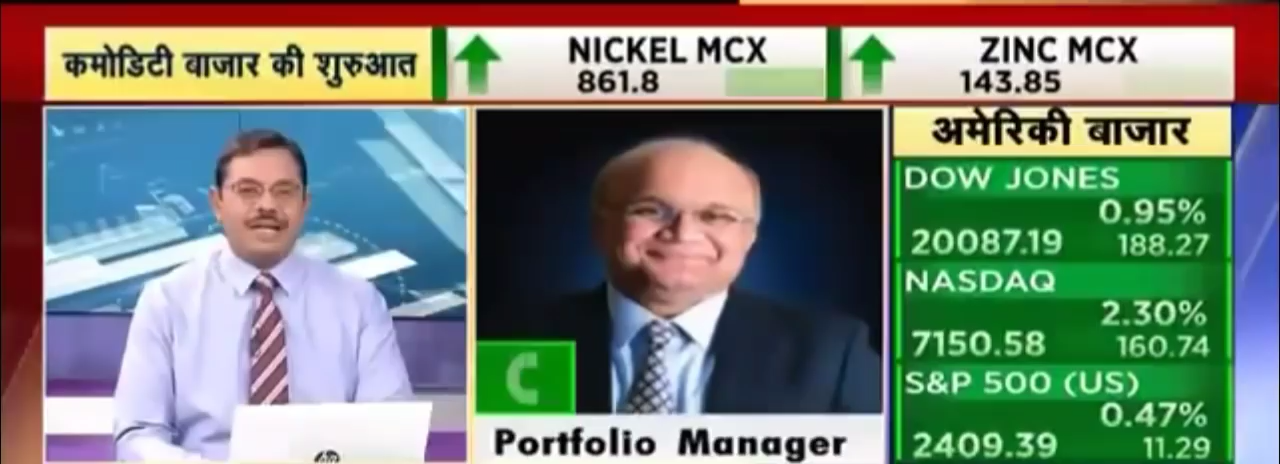 कमोडिटी बाजार की शुरुआत
NICKEL MCX
861.8
ZINC MCX
143.85
अमेरिकी बाजार
DOW JONES
0.95%
20087.19 188.27
NASDAQ
2.30%
7150.58 160.74
S&P 500 (US)
0.47%
2409.39 11.29
Portfolio Manager